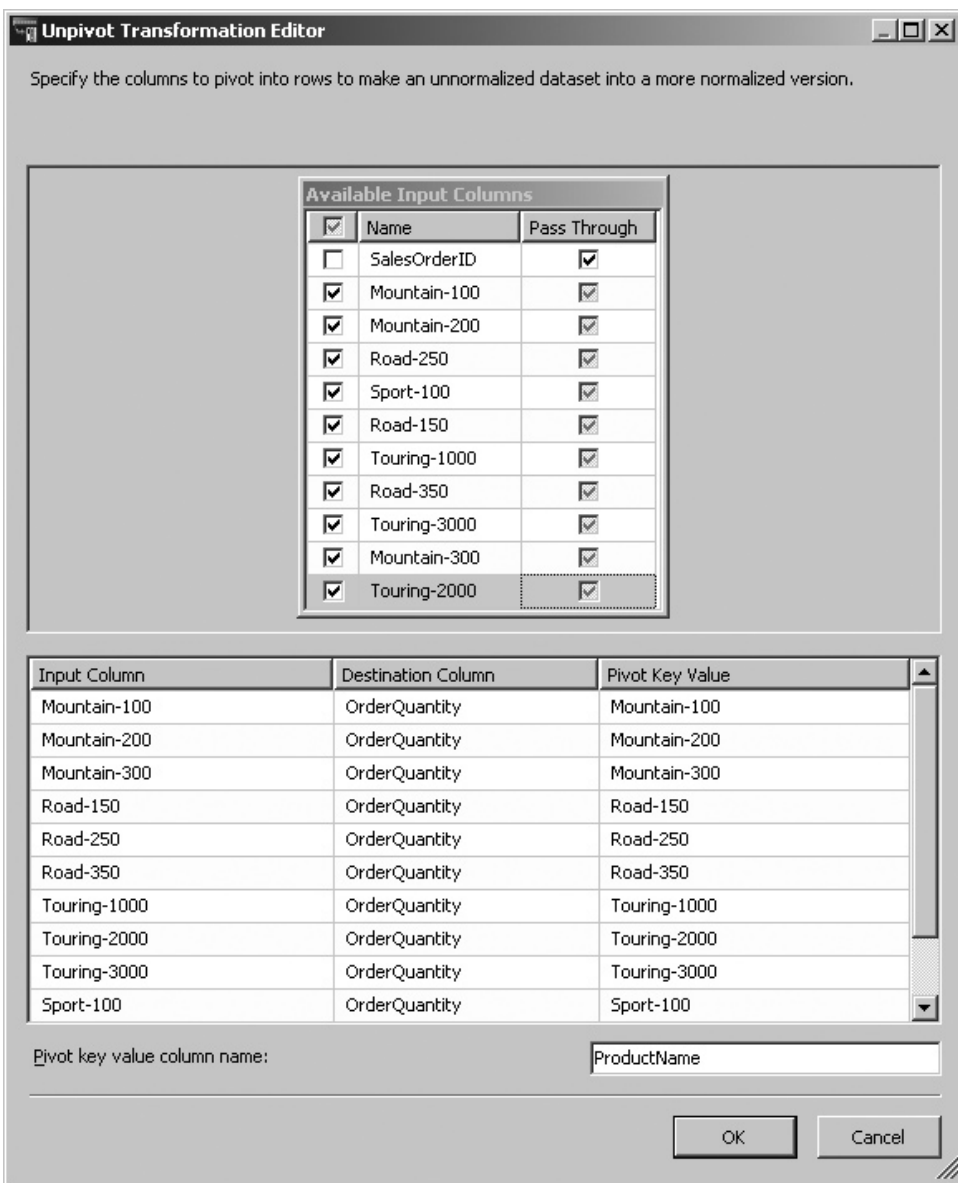 Unpivot Transformation Editor
Specify the columns to pivot into rows to make an unnormalized dataset into a more normalized version.
Available Input Columns
Name Pass Through
SalesOrderID
Mountain-100
Mountain-200
Road-250
Sport-100
Road-150
Touring-1000
Road-350
Touring-3000
Mountain-300
Touring-2000
Input Column Destination Column Pivot Key Value
Mountain-100 OrderQuantity Mountain-100
Mountain-200 OrderQuantity Mountain-200
Mountain-300 OrderQuantity Mountain-300
Road-150 OrderQuantity Road-150
Road-250 OrderQuantity Road-250
Road-350 OrderQuantity Road-350
Touring-1000 OrderQuantity Touring-1000
Touring-2000 OrderQuantity Touring-2000
Touring-3000 OrderQuantity Touring-3000
Sport-100 OrderQuantity Sport-100
Pivot key value column name: ProductName
OK Cancel